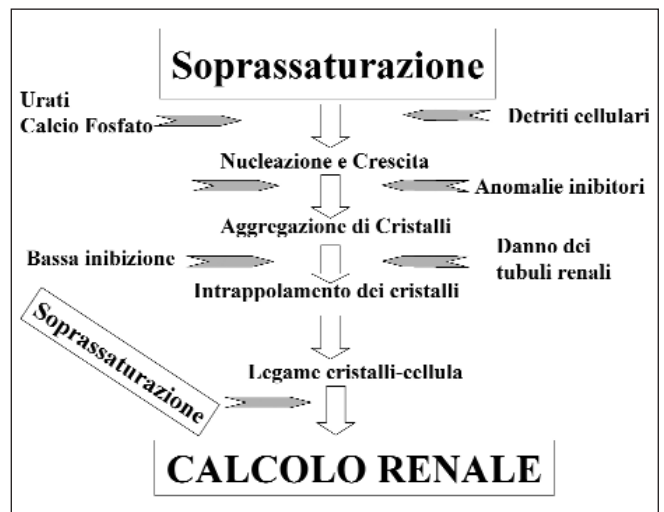 Soprassaturazione
Urati
Calcio Fosfato
Detriti cellulari
Nucleazione e Crescita
Anomalie inibitori
Aggregazione di Cristalli
Bassa inibizione
Danno dei
tubuli renali
Intrappolamento dei cristalli
Soprassaturazione
Legame cristalli-cellula
CALCOLO RENALE